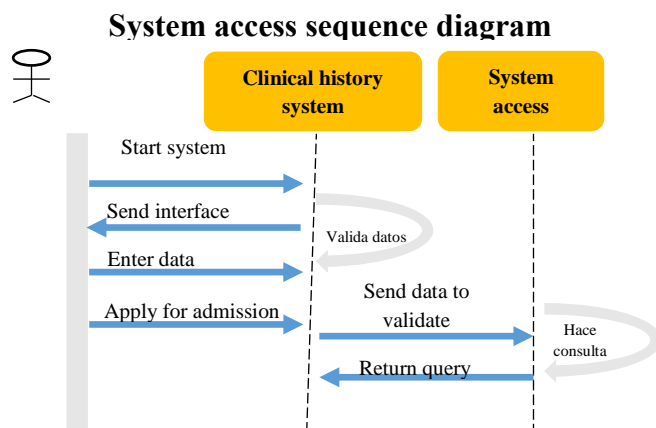 System access sequence diagram
Clinical history
system
System
access
Start system
Send interface
Valida datos
Enter data
Apply for admission
Send data to
validate
Hace
consulta
Return query